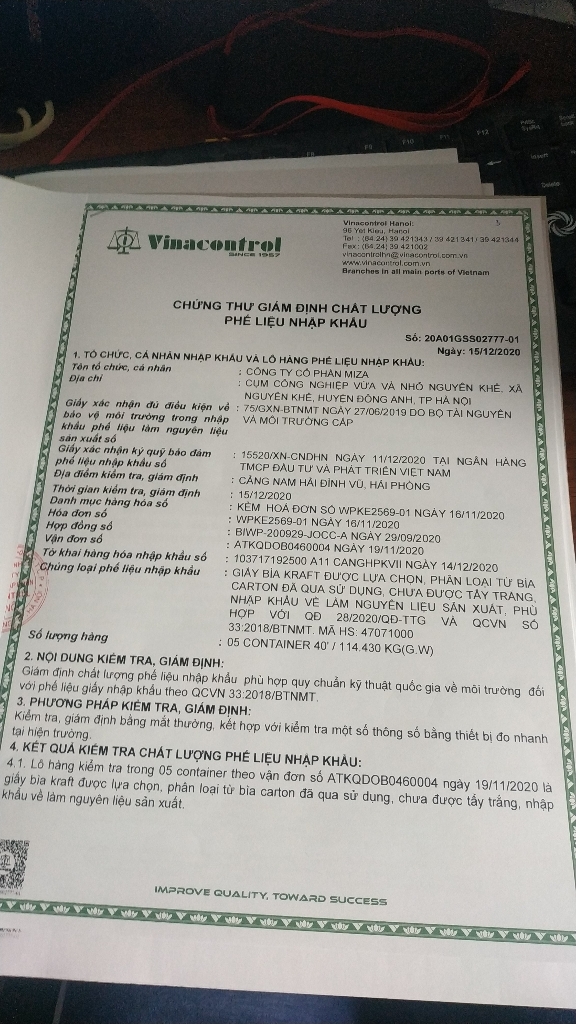 Vinacontrol
SINCE 1957
Vinacontrol Hanoi:
96 Yet Kieu, Hanoi
Tel : (84.24) 39 421343 / 39 421341/ 39 421344
Fax : (84.24) 39 421002
vinacontrolhn@vinacontrol.com.vn
www.vinacontrol.com.vn
Branches in all main ports of Vietnam
CHỨNG THƯ GIÁM ĐỊNH CHẤT LƯỢNG
PHẾ LIỆU NHẬP KHẨU
Số: 20A01GSS02777-01
Ngày: 15/12/2020
1. TỔ CHỨC, CÁ NHÂN NHẬP KHẨU VÀ LÔ HÀNG PHẾ LIỆU NHẬP KHẨU:
Tên tổ chức, cá nhân : CÔNG TY CỔ PHẦN MIZA
Địa chỉ : CỤM CÔNG NGHIỆP VỪA VÀ NHỎ NGUYÊN KHÊ, XÃ
NGUYÊN KHÊ, HUYỆN ĐÔNG ANH, TP HÀ NỘI
Giấy xác nhận đủ điều kiện về : 75/GXN-BTNMT NGÀY 27/06/2019 DO BỘ TÀI NGUYÊN
bảo vệ môi trường trong nhập VÀ MÔI TRƯỜNG CẤP
khẩu phế liệu làm nguyên liệu
sản xuất số
Giấy xác nhận ký quỹ bảo đảm : 15520/XN-CNDHN NGÀY 11/12/2020 TẠI NGÂN HÀNG
phế liệu nhập khẩu số TMCP ĐẦU TƯ VÀ PHÁT TRIỂN VIỆT NAM
Địa điểm kiểm tra, giám định : CẢNG NAM HẢI ĐÌNH VŨ, HẢI PHÒNG
Thời gian kiểm tra, giám định : 15/12/2020
Danh mục hàng hóa số : KÈM HOÁ ĐƠN SỐ WPKE2569-01 NGÀY 16/11/2020
Hóa đơn số : WPKE2569-01 NGÀY 16/11/2020
Hợp đồng số : BIWP-200929-JOCC-A NGÀY 29/09/2020
Vận đơn số : ATKQDOB0460004 NGÀY 19/11/2020
Tờ khai hàng hóa nhập khẩu số : 103717192500 A11 CANGHPKVII NGÀY 14/12/2020
Chủng loại phế liệu nhập khẩu : GIẤY BÌA KRAFT ĐƯỢC LỰA CHỌN, PHÂN LOẠI TỪ BÌA
CARTON ĐÃ QUA SỬ DỤNG, CHƯA ĐƯỢC TẨY TRẮNG,
NHẬP KHẨU VỀ LÀM NGUYÊN LIỆU SẢN XUẤT, PHÙ
HỢP VỚI QĐ 28/2020/QĐ-TTG VÀ QCVN SỐ
33:2018/BTNMT. MÃ HS: 47071000
Số lượng hàng : 05 CONTAINER 40' / 114.430 KG(G.W)
2. NỘI DUNG KIỂM TRA, GIÁM ĐỊNH:
Giám định chất lượng phế liệu nhập khẩu phù hợp quy chuẩn kỹ thuật quốc gia về môi trường đối
với phế liệu giấy nhập khẩu theo QCVN 33:2018/BTNMT.
3. PHƯƠNG PHÁP KIỂM TRA, GIÁM ĐỊNH:
Kiểm tra, giám định bằng mắt thường, kết hợp với kiểm tra một số thông số bằng thiết bị đo nhanh
tại hiện trường.
4. KẾT QUẢ KIỂM TRA CHẤT LƯỢNG PHẾ LIỆU NHẬP KHẨU:
4.1. Lô hàng kiểm tra trong 05 container theo vận đơn số ATKQDOB0460004 ngày 19/11/2020 là
giấy bìa kraft được lựa chọn, phân loại từ bìa carton đã qua sử dụng, chưa được tẩy trắng, nhập
khẩu về làm nguyên liệu sản xuất.
IMPROVE QUALITY, TOWARD SUCCESS